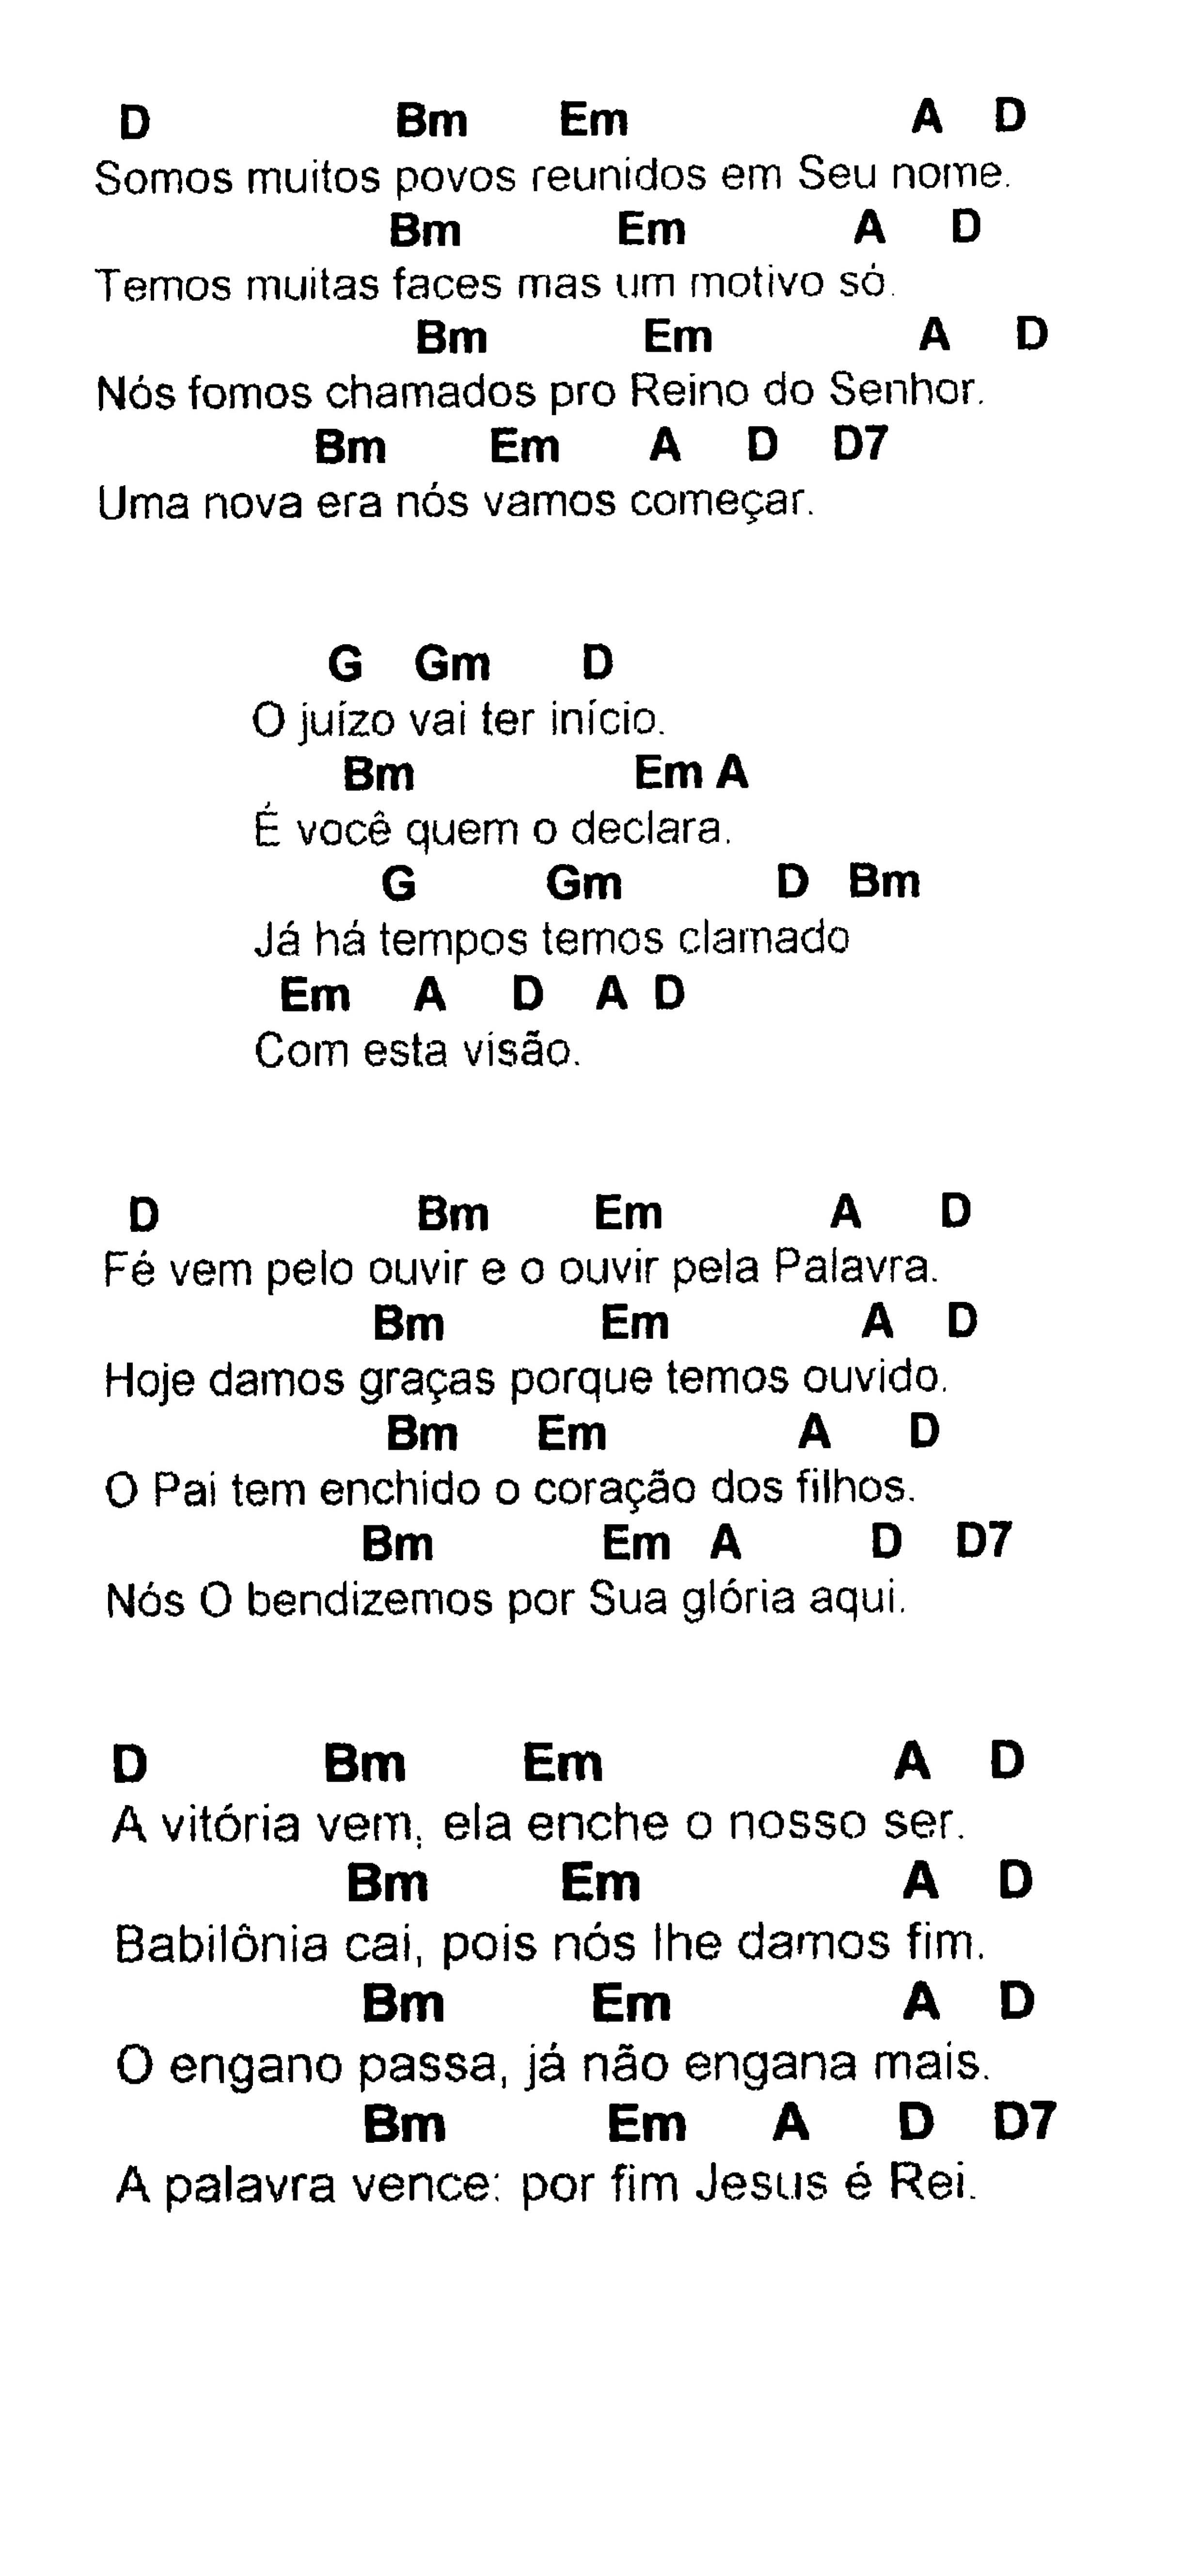 D Bm Em A D
Somos muitos povos reunidos em Seu nome.
Bm Em A D
Temos muitas faces mas um motivo só.
Bm Em A D
Nós fomos chamados pro Reino do Senhor.
Bm Em A D D7
Uma nova era nós vamos começar.
G Gm D
O juízo vai ter início.
Bm Em A
É você quem o declara.
G Gm D Bm
Já há tempos temos clamado
Em A D A D
Com esta visão.
D Bm Em A D
Fé vem pelo ouvir e o ouvir pela Palavra.
Bm Em A D
Hoje damos graças porque temos ouvido.
Bm Em A D
O Pai tem enchido o coração dos filhos.
Bm Em A D D7
Nós O bendizemos por Sua glória aqui.
D Bm Em A D
A vitória vem, ela enche o nosso ser.
Bm Em A D
Babilônia cai, pois nós lhe damos fim.
Bm Em A D
O engano passa, já não engana mais.
Bm Em A D D7
A palavra vence: por fim Jesus é Rei.